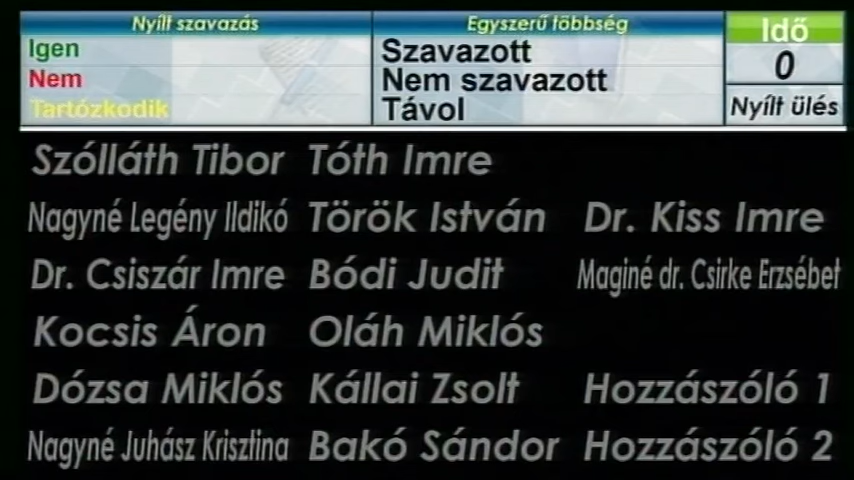 Nyílt szavazás
Igen
Nem
Tartózkodik
Egyszerű többség
Szavazott
Nem szavazott
Távol
Idő
0
Nyílt ülés
Szólláth Tibor Tóth Imre
Nagyné Legény Ildikó Török István Dr. Kiss Imre
Dr. Csiszár Imre Bódi Judit Maginé dr. Csirke Erzsébet
Kocsis Áron Oláh Miklós
Dózsa Miklós Kállai Zsolt Hozzászóló 1
Nagyné Juhász Krisztina Bakó Sándor Hozzászóló 2